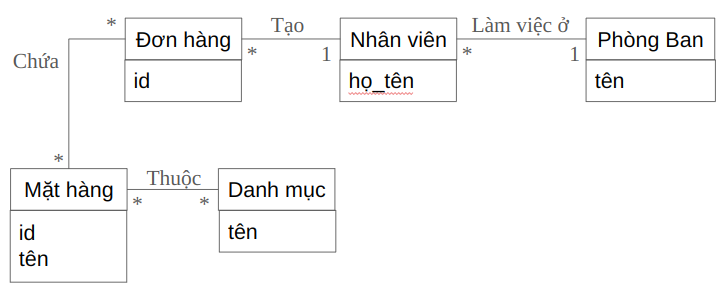 * Đơn hàng Tạo Nhân viên Làm việc ở Phòng Ban
* 1 * 1
Chứa
id họ_tên tên
* Thuộc
Mặt hàng Danh mục
* *
id tên
tên